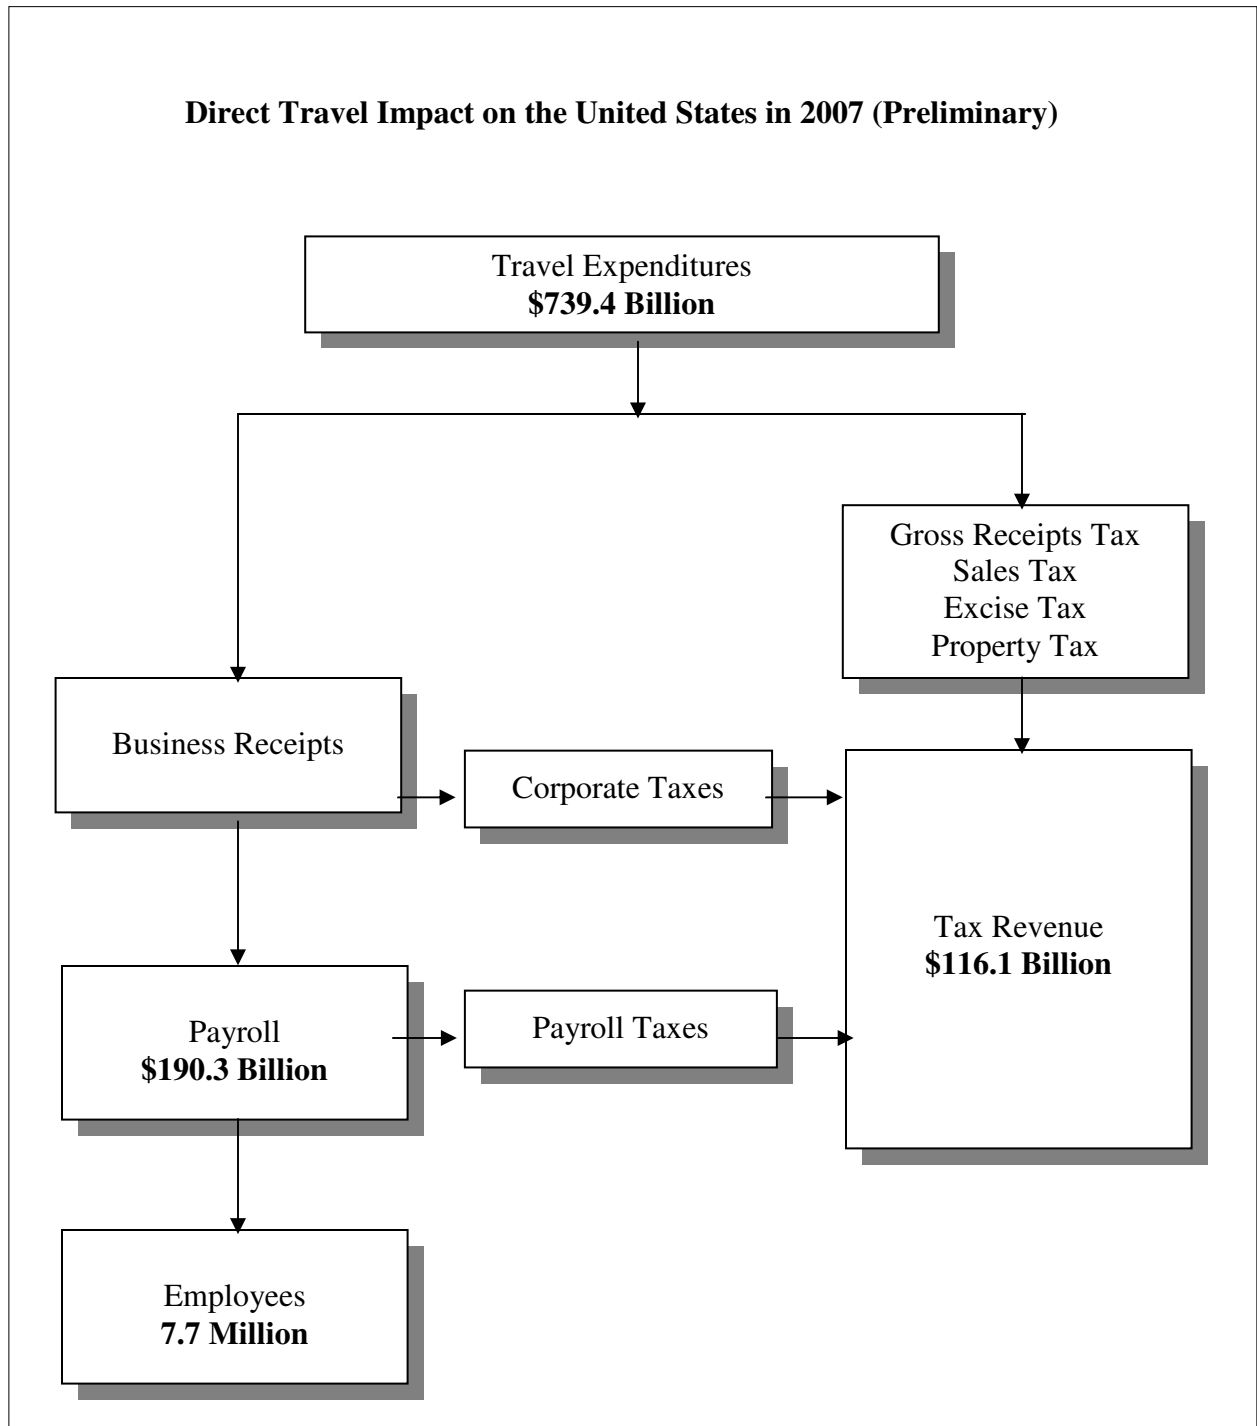 Direct Travel Impact on the United States in 2007 (Preliminary)
Travel Expenditures
$739.4 Billion
Gross Receipts Tax
Sales Tax
Excise Tax
Property Tax
Business Receipts
Corporate Taxes
Tax Revenue
$116.1 Billion
Payroll
$190.3 Billion
Payroll Taxes
Employees
7.7 Million